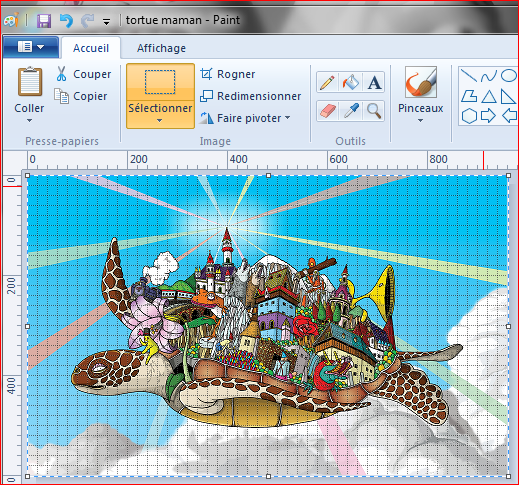 tortue maman - Paint
Accueil
Affichage
Coller
Couper
Copier
Presse-papiers
Sélectionner
Rogner
Redimensionner
Faire pivoter
Image
Outils
Pinceaux
0 200 400 600 800
0
200
400